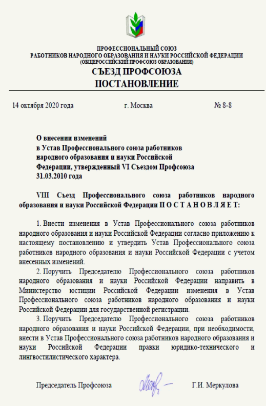 ПРОФЕССИОНАЛЬНЫЙ СОЮЗ
РАБОТНИКОВ НАРОДНОГО ОБРАЗОВАНИЯ И НАУКИ РОССИЙСКОЙ ФЕДЕРАЦИИ
(ОБЩЕРОССИЙСКИЙ ПРОФСОЮЗ ОБРАЗОВАНИЯ)
СЪЕЗД ПРОФСОЮЗА
ПОСТАНОВЛЕНИЕ
14 октября 2020 года г. Москва № 8-8
О внесении изменений
в Устав Профессионального союза работников
народного образования и науки Российской
Федерации, утвержденный VI Съездом Профсоюза
31.03.2010 года
VIII Съезд Профессионального союза работников народного
образования и науки Российской Федерации П О С Т А Н О В Л Я Е Т:
1. Внести изменения в Устав Профессионального союза работников
народного образования и науки Российской Федерации согласно приложению к
настоящему постановлению и утвердить Устав Профессионального союза
работников народного образования и науки Российской Федерации с учетом
внесенных изменений.
2. Поручить Председателю Профессионального союза работников
народного образования и науки Российской Федерации направить в
Министерство юстиции Российской Федерации изменения в Устав
Профессионального союза работников народного образования и науки
Российской Федерации для государственной регистрации.
3. Поручить Председателю Профессионального союза работников
народного образования и науки Российской Федерации, при необходимости,
внести в Устав Профессионального союза работников народного образования и
науки Российской Федерации правки юридико-технического и
лингвостилистического характера.
Председатель Профсоюза Г.И. Меркулова